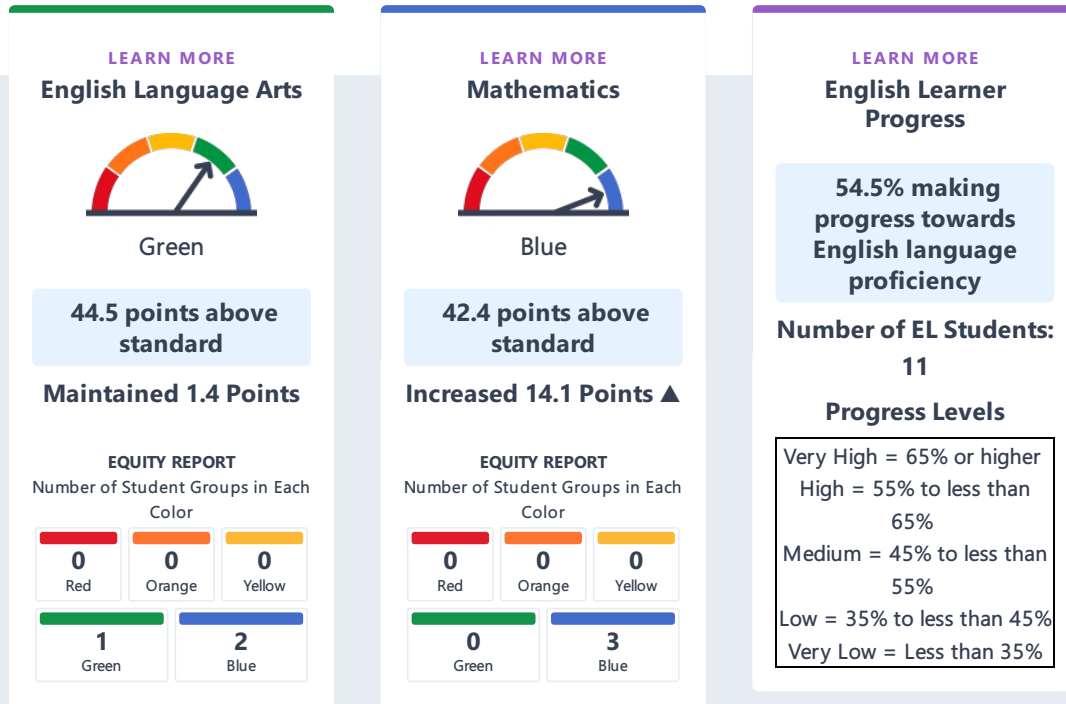 LEARN MORE
English Language Arts
Green
44.5 points above
standard
Maintained 1.4 Points
EQUITY REPORT
Number of Student Groups in Each
Color
0
Red
0
Orange
0
Yellow
1
Green
2
Blue
LEARN MORE
Mathematics
Blue
42.4 points above
standard
Increased 14.1 Points ▲
EQUITY REPORT
Number of Student Groups in Each
Color
0
Red
0
Orange
0
Yellow
0
Green
3
Blue
LEARN MORE
English Learner
Progress
54.5% making
progress towards
English language
proficiency
Number of EL Students:
11
Progress Levels
Very High = 65% or higher
High = 55% to less than
65%
Medium = 45% to less than
55%
Low = 35% to less than 45%
Very Low = Less than 35%